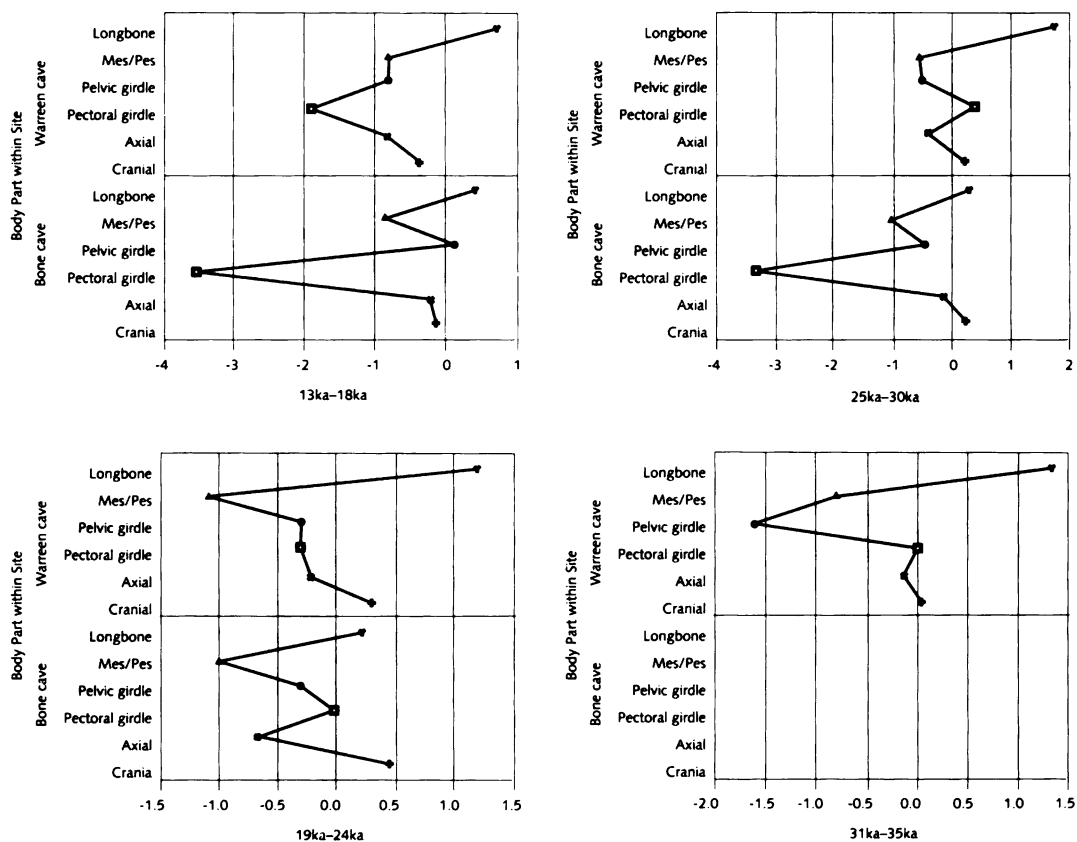 Body Part within Site
Warreen cave
Longbone
Mes/Pes
Pelvic girdle
Pectoral girdle
Axial
Cranial
Bone cave
Longbone
Mes/Pes
Pelvic girdle
Pectoral girdle
Axial
Crania
-4 -3 -2 -1 0 1
13ka–18ka
Body Part within Site
Warreen cave
Longbone
Mes/Pes
Pelvic girdle
Pectoral girdle
Axial
Cranial
Bone cave
Longbone
Mes/Pes
Pelvic girdle
Pectoral girdle
Axial
Crania
-4 -3 -2 -1 0 1 2
25ka–30ka
Body Part within Site
Warreen cave
Longbone
Mes/Pes
Pelvic girdle
Pectoral girdle
Axial
Cranial
Bone cave
Longbone
Mes/Pes
Pelvic girdle
Pectoral girdle
Axial
Crania
-1.5 -1.0 -0.5 0.0 0.5 1.0 1.5
19ka–24ka
Body Part within Site
Warreen cave
Longbone
Mes/Pes
Pelvic girdle
Pectoral girdle
Axial
Cranial
Bone cave
Longbone
Mes/Pes
Pelvic girdle
Pectoral girdle
Axial
Crania
-2.0 -1.5 -1.0 -0.5 0.0 0.5 1.0 1.5
31ka–35ka